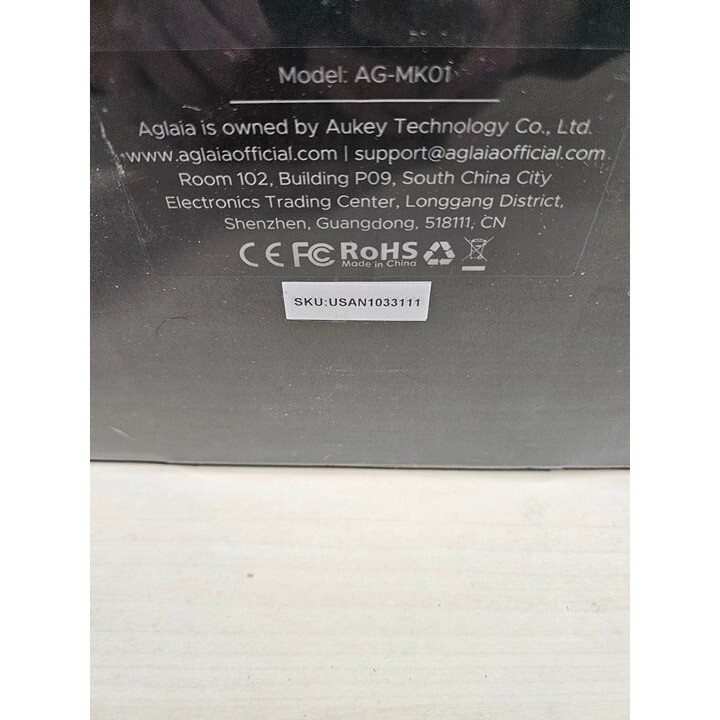 Model: AG-MK01
Aglaia is owned by Aukey Technology Co., Ltd.
www.aglaiaofficial.com | support@aglaiaofficial.com
Room 102, Building P09, South China City
Electronics Trading Center, Longgang District,
Shenzhen, Guangdong, 518111, CN
CE FC RoHS
Made in China
SKU:USAN1033111